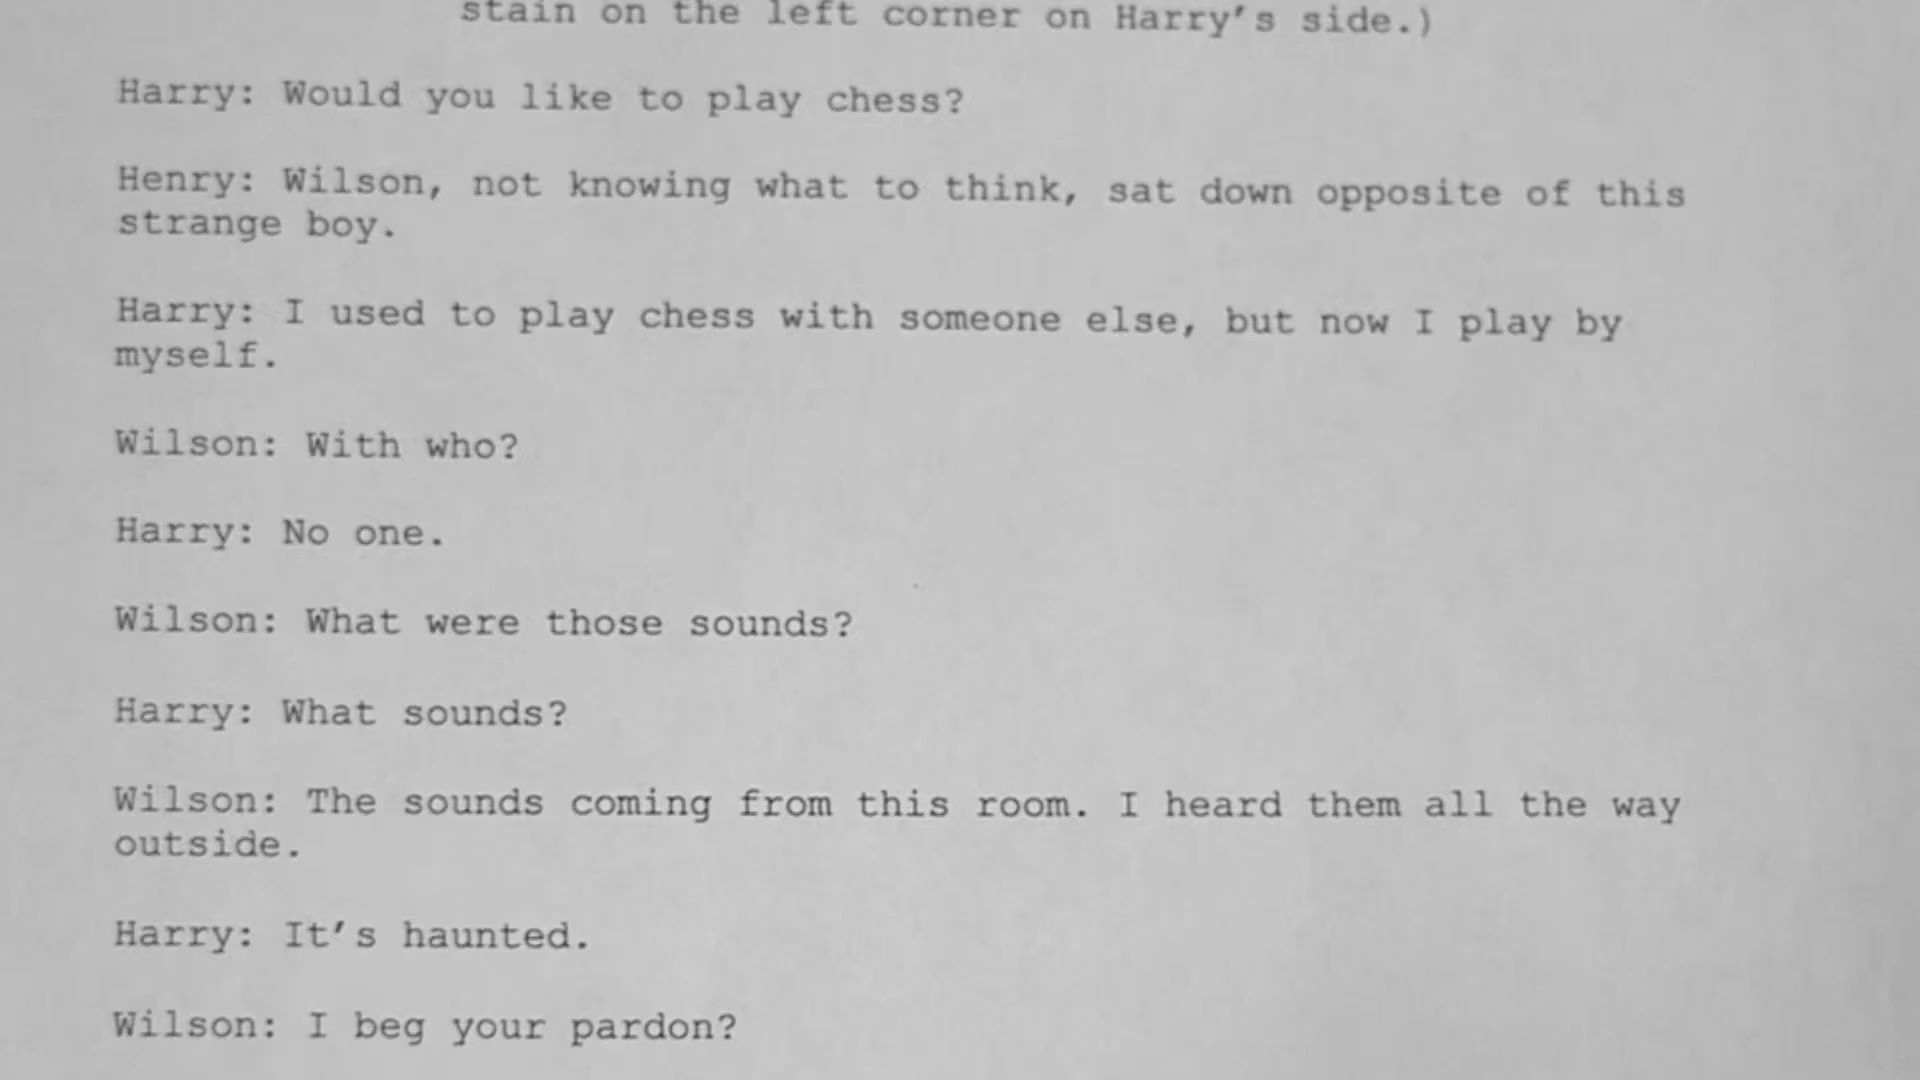 stain on the left corner on Harry's side.)
Harry: Would you like to play chess?
Henry: Wilson, not knowing what to think, sat down opposite of this
strange boy.
Harry: I used to play chess with someone else, but now I play by
myself.
Wilson: With who?
Harry: No one.
Wilson: What were those sounds?
Harry: What sounds?
Wilson: The sounds coming from this room. I heard them all the way
outside.
Harry: It's haunted.
Wilson: I beg your pardon?